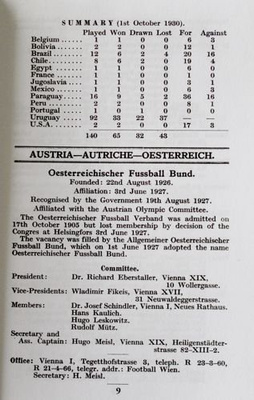 SUMMARY (1st October 1930).
Played Won Drawn Lost For Against
Belgium...... 1 1 0 0 6 3
Bolivia...... 2 2 0 0 12 1
Brazil...... 12 6 2 4 20 16
Chile...... 8 6 2 0 19 4
Egypt...... 1 1 0 0 6 0
France...... 1 1 0 0 1 0
Jugoslavia...... 1 1 0 0 3 1
Mexico...... 1 1 0 0 6 3
Paraguay...... 16 9 5 2 36 16
Peru...... 2 2 0 0 8 1
Portugal...... 1 0 1 0 0 0
Uruguay...... 92 33 22 37 — —
U.S.A....... 2 2 0 0 17 3
140 65 32 43
AUSTRIA—AUTRICHE—OESTERREICH.
Oesterreichischer Fussball Bund.
Founded: 22nd August 1926.
Affiliation: 3rd June 1927.
Recognised by the Government 19th August 1927.
Affiliated with the Austrian Olympic Committee.
The Oesterreichischer Fussball Verband was admitted on
17th October 1905 but lost membership by decision of the
Congress at Helsingfors 3rd June 1927.
The vacancy was filled by the Allgemeiner Oesterreichischer
Fussball Bund, which on 1st June 1927 adopted the name
Oesterreichischer Fussball Bund.
Committee.
President: Dr. Richard Eberstaller, Vienna XIX,
10 Wollergasse.
Vice-Presidents: Wladimir Fikeis, Vienna XVII,
31 Neuwaldeggerstrasse.
Members: Dr. Josef Schindler, Vienna I, Neues Rathaus.
Hans Kaulich.
Hugo Leskowitz.
Rudolf Mütz.
Secretary and
Ass. Captain: Hugo Meisl, Vienna XIX, Heiligenstädter-
strasse 82-XIII-2.
Office: Vienna I, Tegetthofstrasse 3, teleph. R 23-3-60,
R 21-4-66, telegr. addr.: Football Wien.
Secretary: H. Meisl.
9